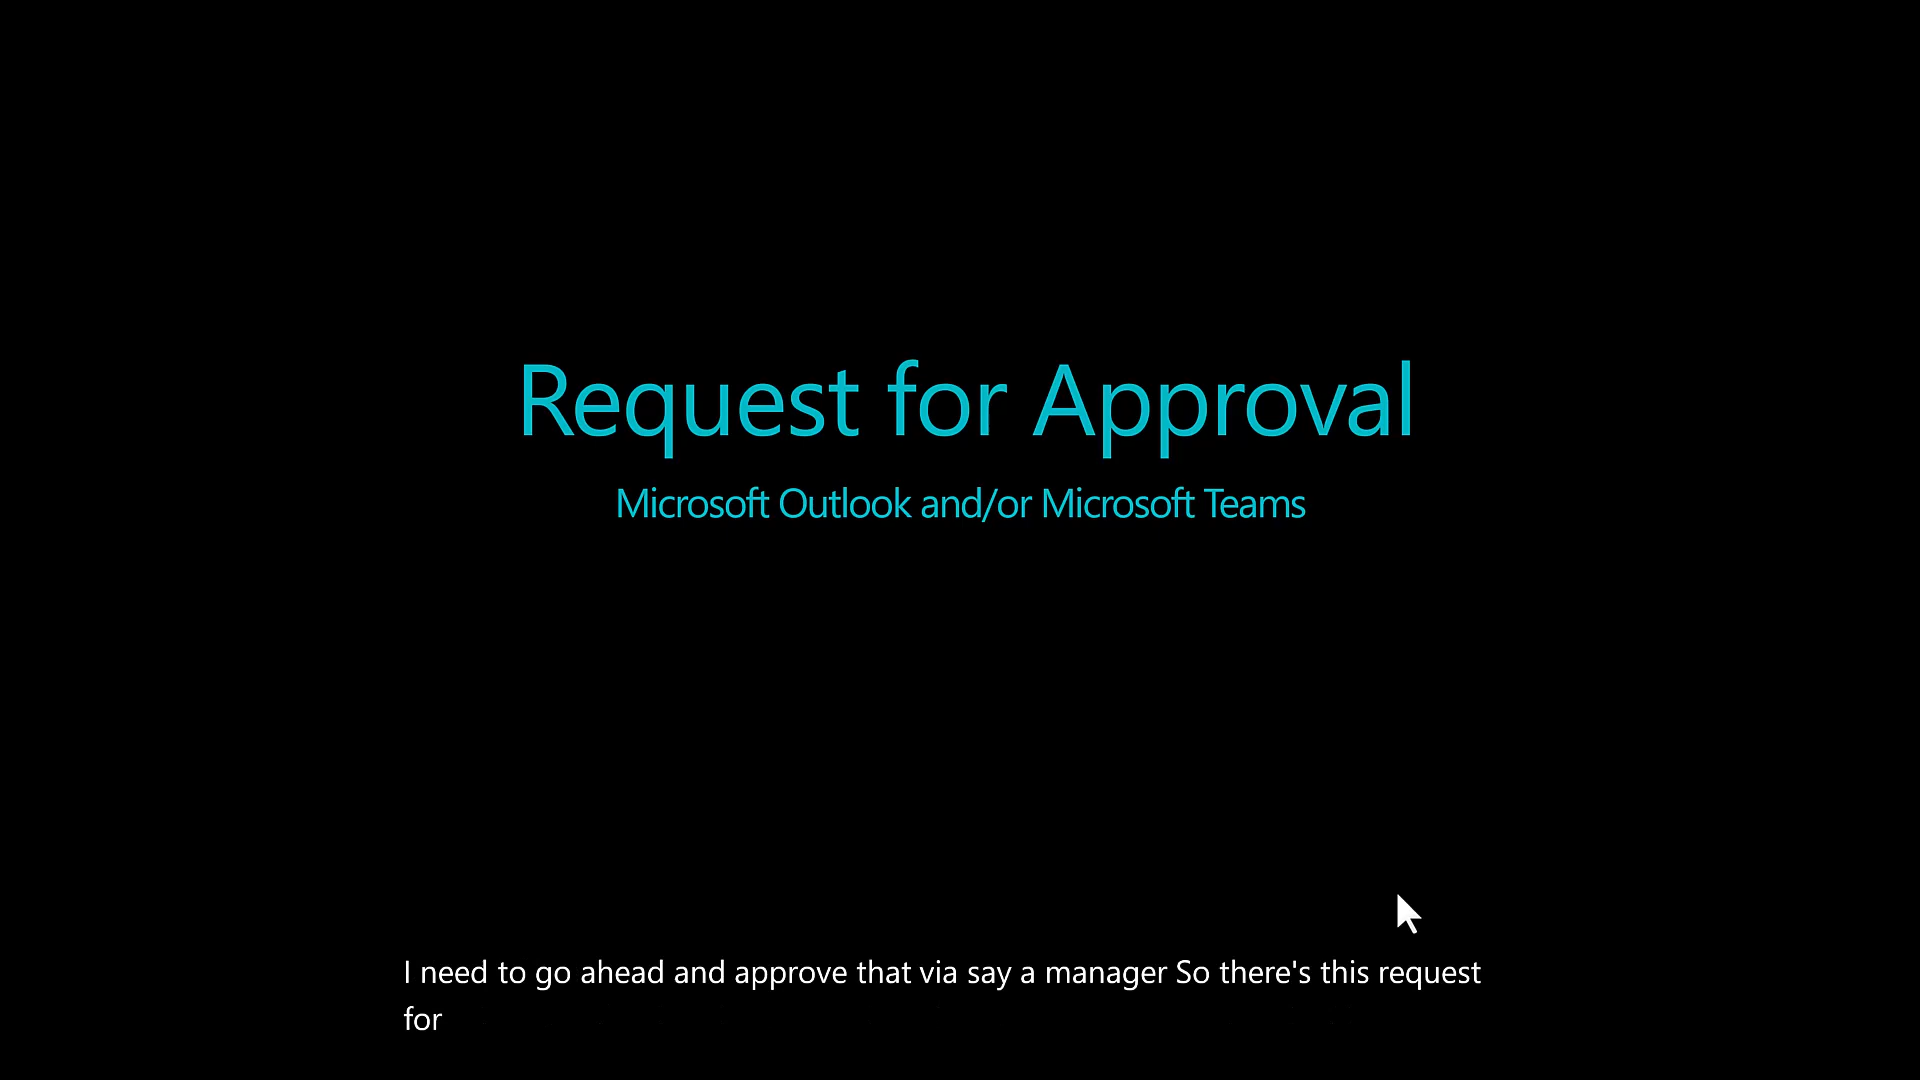 Request for Approval
Microsoft Outlook and/or Microsoft Teams
I need to go ahead and approve that via say a manager So there's this request
for